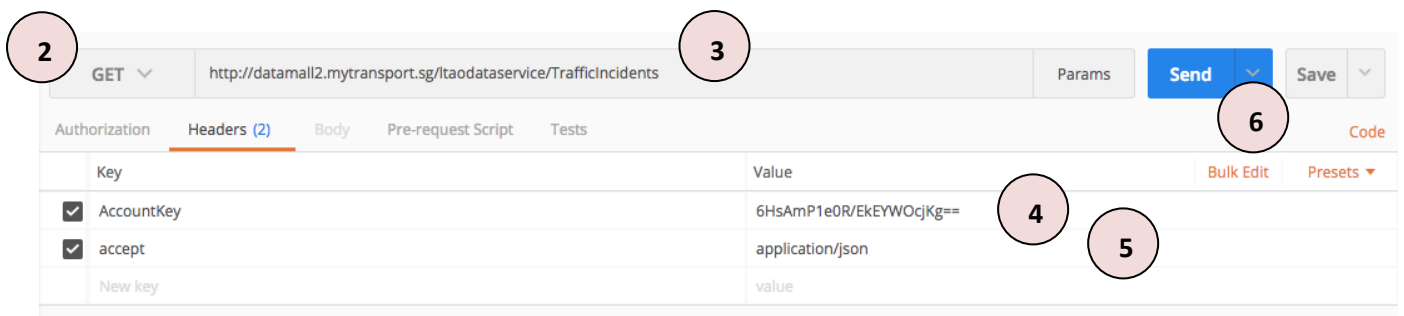 2
3
GET http://datamall2.mytransport.sg/ltaodataservice/TrafficIncidents Params Send Save
6
Authorization Headers (2) Body Pre-request Script Tests Code
Key Value Bulk Edit Presets
AccountKey 6HsAmP1e0R/EkEYWOcjKg== 4
accept application/json 5
New key value